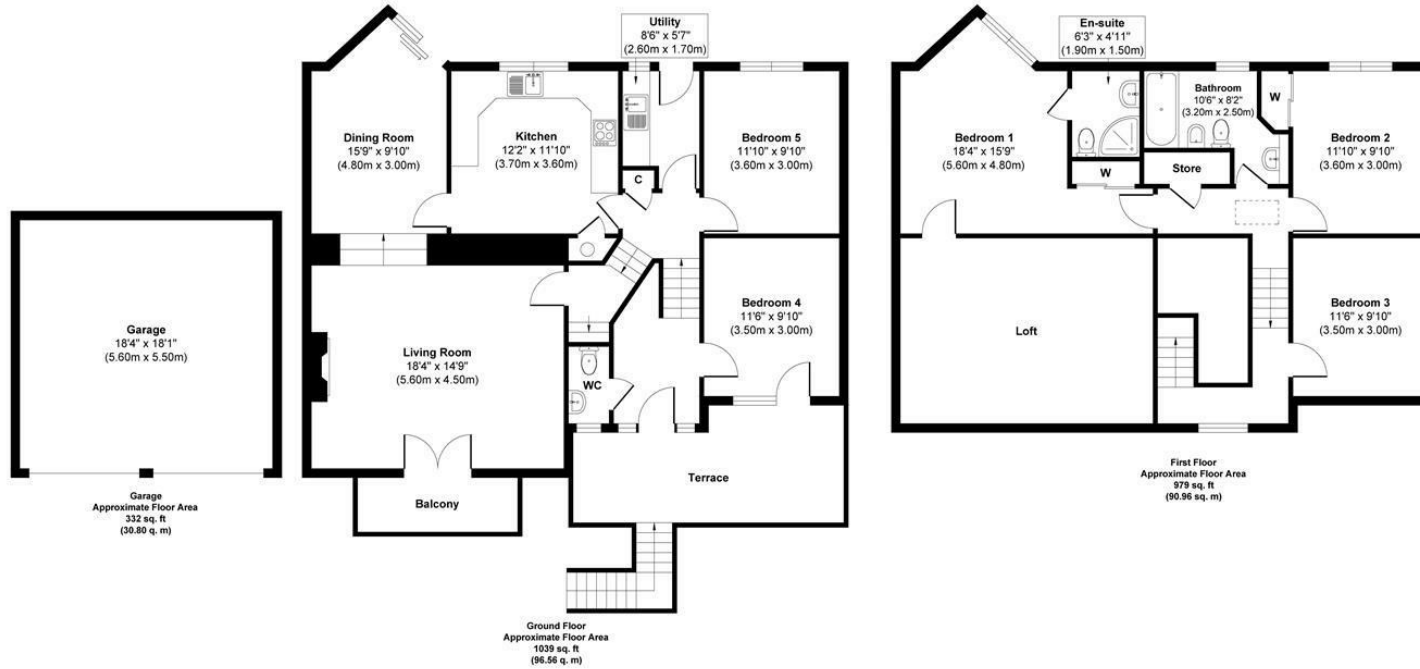 Garage
18'4" x 18'1"
(5.60m x 5.50m)
Garage
Approximate Floor Area
332 sq. ft
(30.80 q. m)
Utility
8'6" x 5'7"
(2.60m x 1.70m)
Dining Room
15'9" x 9'10"
(4.80m x 3.00m)
Kitchen
12'2" x 11'10"
(3.70m x 3.60m)
Bedroom 5
11'10" x 9'10"
(3.60m x 3.00m)
C
Living Room
18'4" x 14'9"
(5.60m x 4.50m)
WC
Bedroom 4
11'6" x 9'10"
(3.50m x 3.00m)
Balcony
Terrace
Ground Floor
Approximate Floor Area
1039 sq. ft
(96.56 q. m)
En-suite
6'3" x 4'11"
(1.90m x 1.50m)
Bedroom 1
18'4" x 15'9"
(5.60m x 4.80m)
Bathroom
10'6" x 8'2"
(3.20m x 2.50m)
W
Bedroom 2
11'10" x 9'10"
(3.60m x 3.00m)
W
Store
Loft
Bedroom 3
11'6" x 9'10"
(3.50m x 3.00m)
First Floor
Approximate Floor Area
979 sq. ft
(90.96 sq. m)